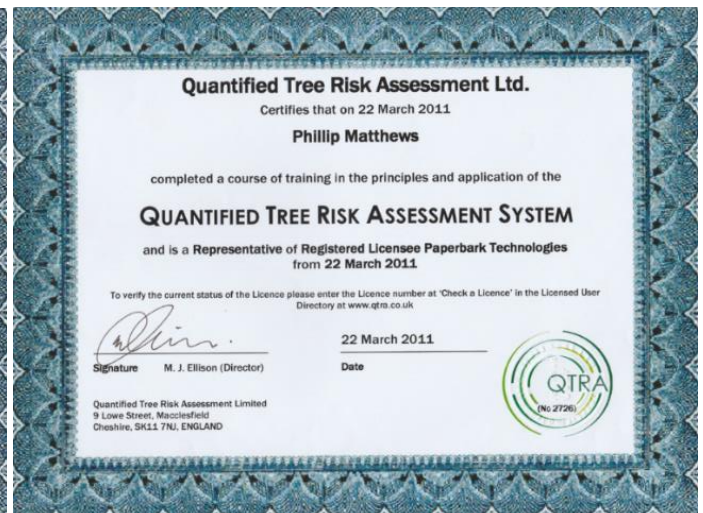 Quantified Tree Risk Assessment Ltd.
Certifies that on 22 March 2011
Phillip Matthews
completed a course of training in the principles and application of the
QUANTIFIED TREE RISK ASSESSMENT SYSTEM
and is a Representative of Registered Licensee Paperbark Technologies
from 22 March 2011
To verify the current status of the Licence please enter the Licence number at 'Check a Licence' in the Licensed User
Directory at www.qtra.co.uk
22 March 2011
Signature M. J. Ellison (Director)
Date
Quantified Tree Risk Assessment Limited
9 Lowe Street, Macclesfield
Cheshire, SK11 7NJ, ENGLAND
QTRA
(No 2726)